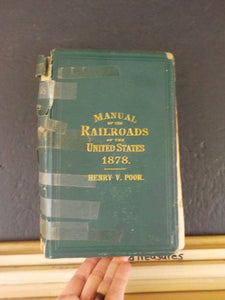 MANUAL
OF THE
RAILROADS
OF THE
UNITED STATES
1878.
HENRY V. POOR.